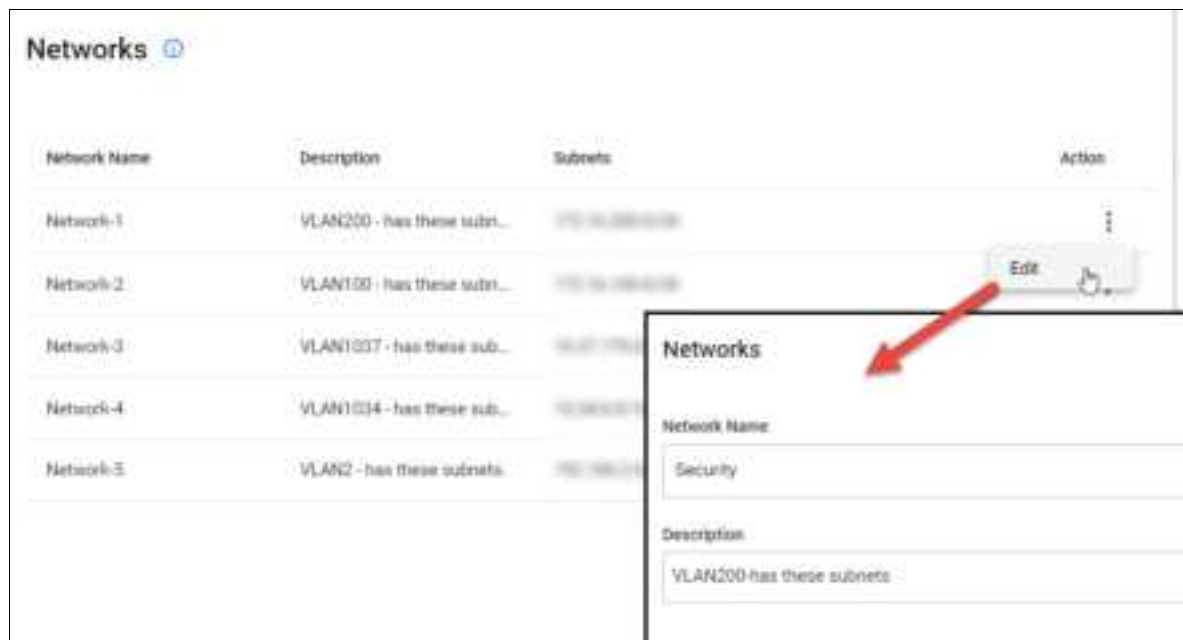 Networks
Network Name Description Subnets Action
Network-1 VLAN200 - has these subn...
Edit
Network-2 VLAN100 - has these subn...
Network-3 VLAN1037 - has these sub...
Network-4 VLAN1034 - has these sub...
Network-5 VLAN2 - has these subnets.
Networks
Network Name
Security
Description
VLAN200-has these subnets